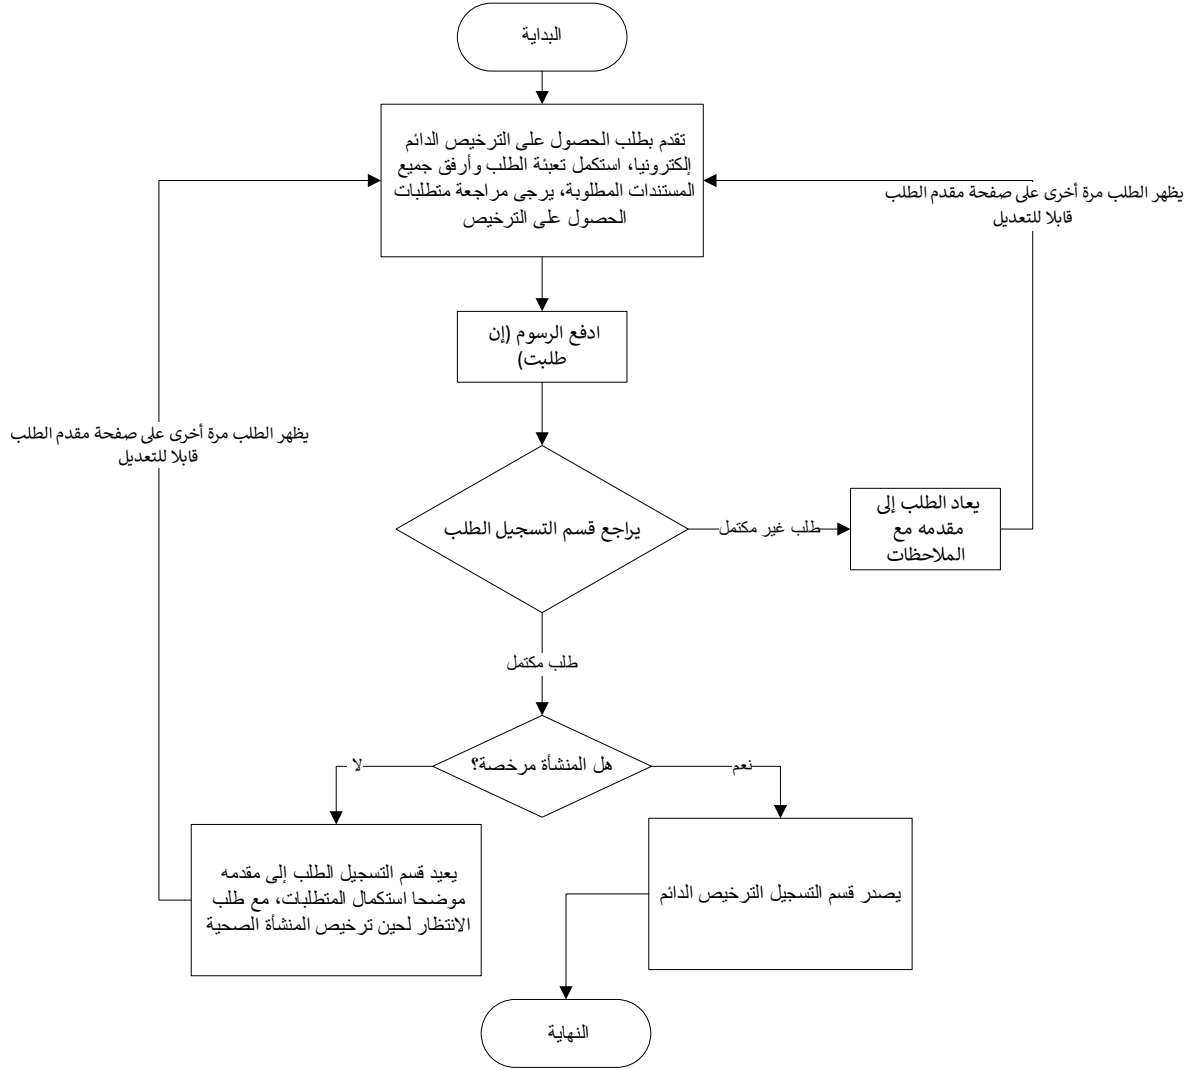 البداية
تقدم بطلب الحصول على الترخيص الدائم
إلكترونيا، استكمل تعبئة الطلب وأرفق جميع
المستندات المطلوبة، يرجى مراجعة متطلبات
الحصول على الترخيص
يظهر الطلب مرة أخرى على صفحة مقدم الطلب
قابلا للتعديل
ادفع الرسوم (إن
طلبت)
يظهر الطلب مرة أخرى على صفحة مقدم الطلب
قابلا للتعديل
يراجع قسم التسجيل الطلب
طلب غير مكتمل
يعاد الطلب إلى
مقدمه مع
الملاحظات
طلب مكتمل
هل المنشأة مرخصة؟
نعم
لا
يصدر قسم التسجيل الترخيص الدائم
يعيد قسم التسجيل الطلب إلى مقدمه
موضحا استكمال المتطلبات، مع طلب
الانتظار لحين ترخيص المنشأة الصحية
النهاية